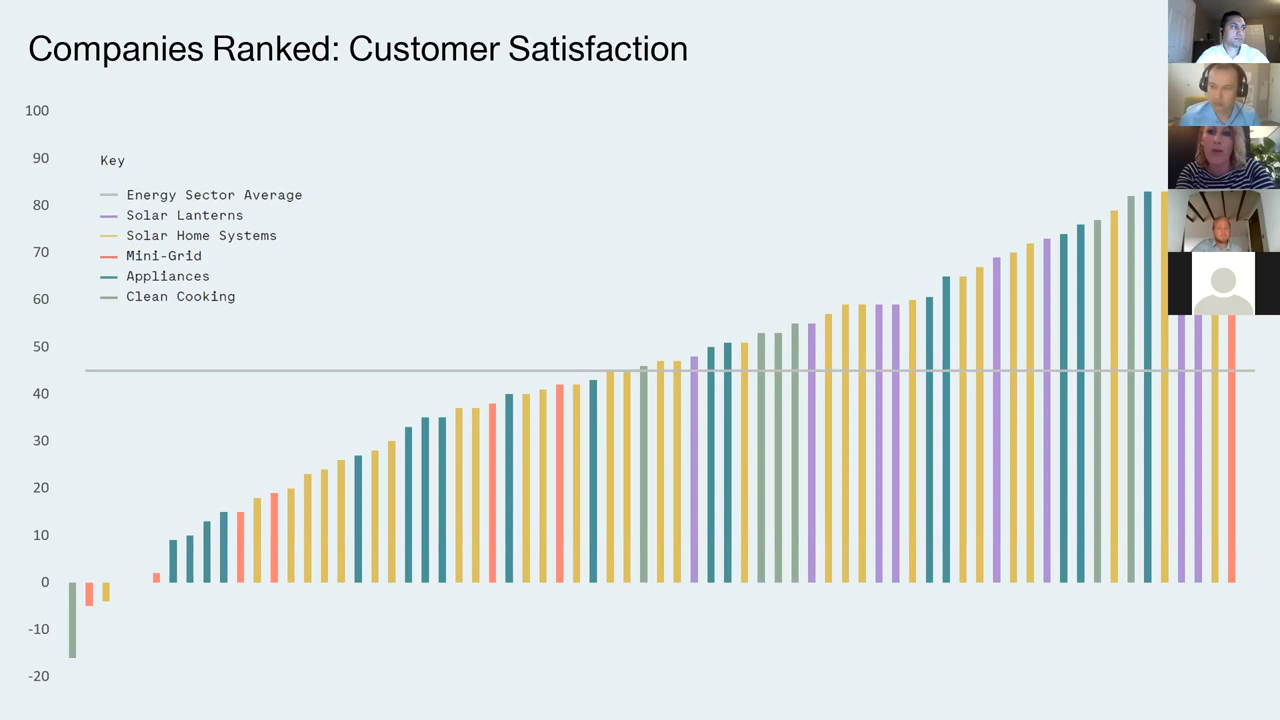 Companies Ranked: Customer Satisfaction
100
90
80
70
60
50
40
30
20
10
0
-10
-20
Key
Energy Sector Average
Solar Lanterns
Solar Home Systems
Mini-Grid
Appliances
Clean Cooking